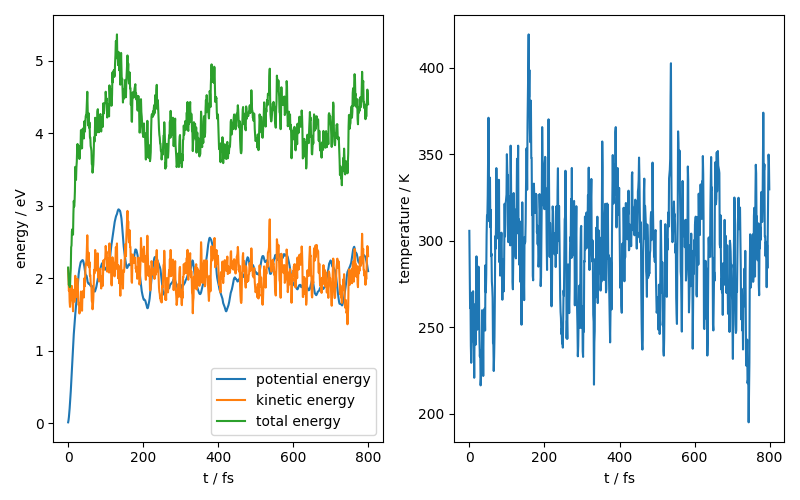 energy / eV
5
4
3
2
1
0
0 200 400 600 800
t / fs
potential energy
kinetic energy
total energy
temperature / K
400
350
300
250
200
0 200 400 600 800
t / fs